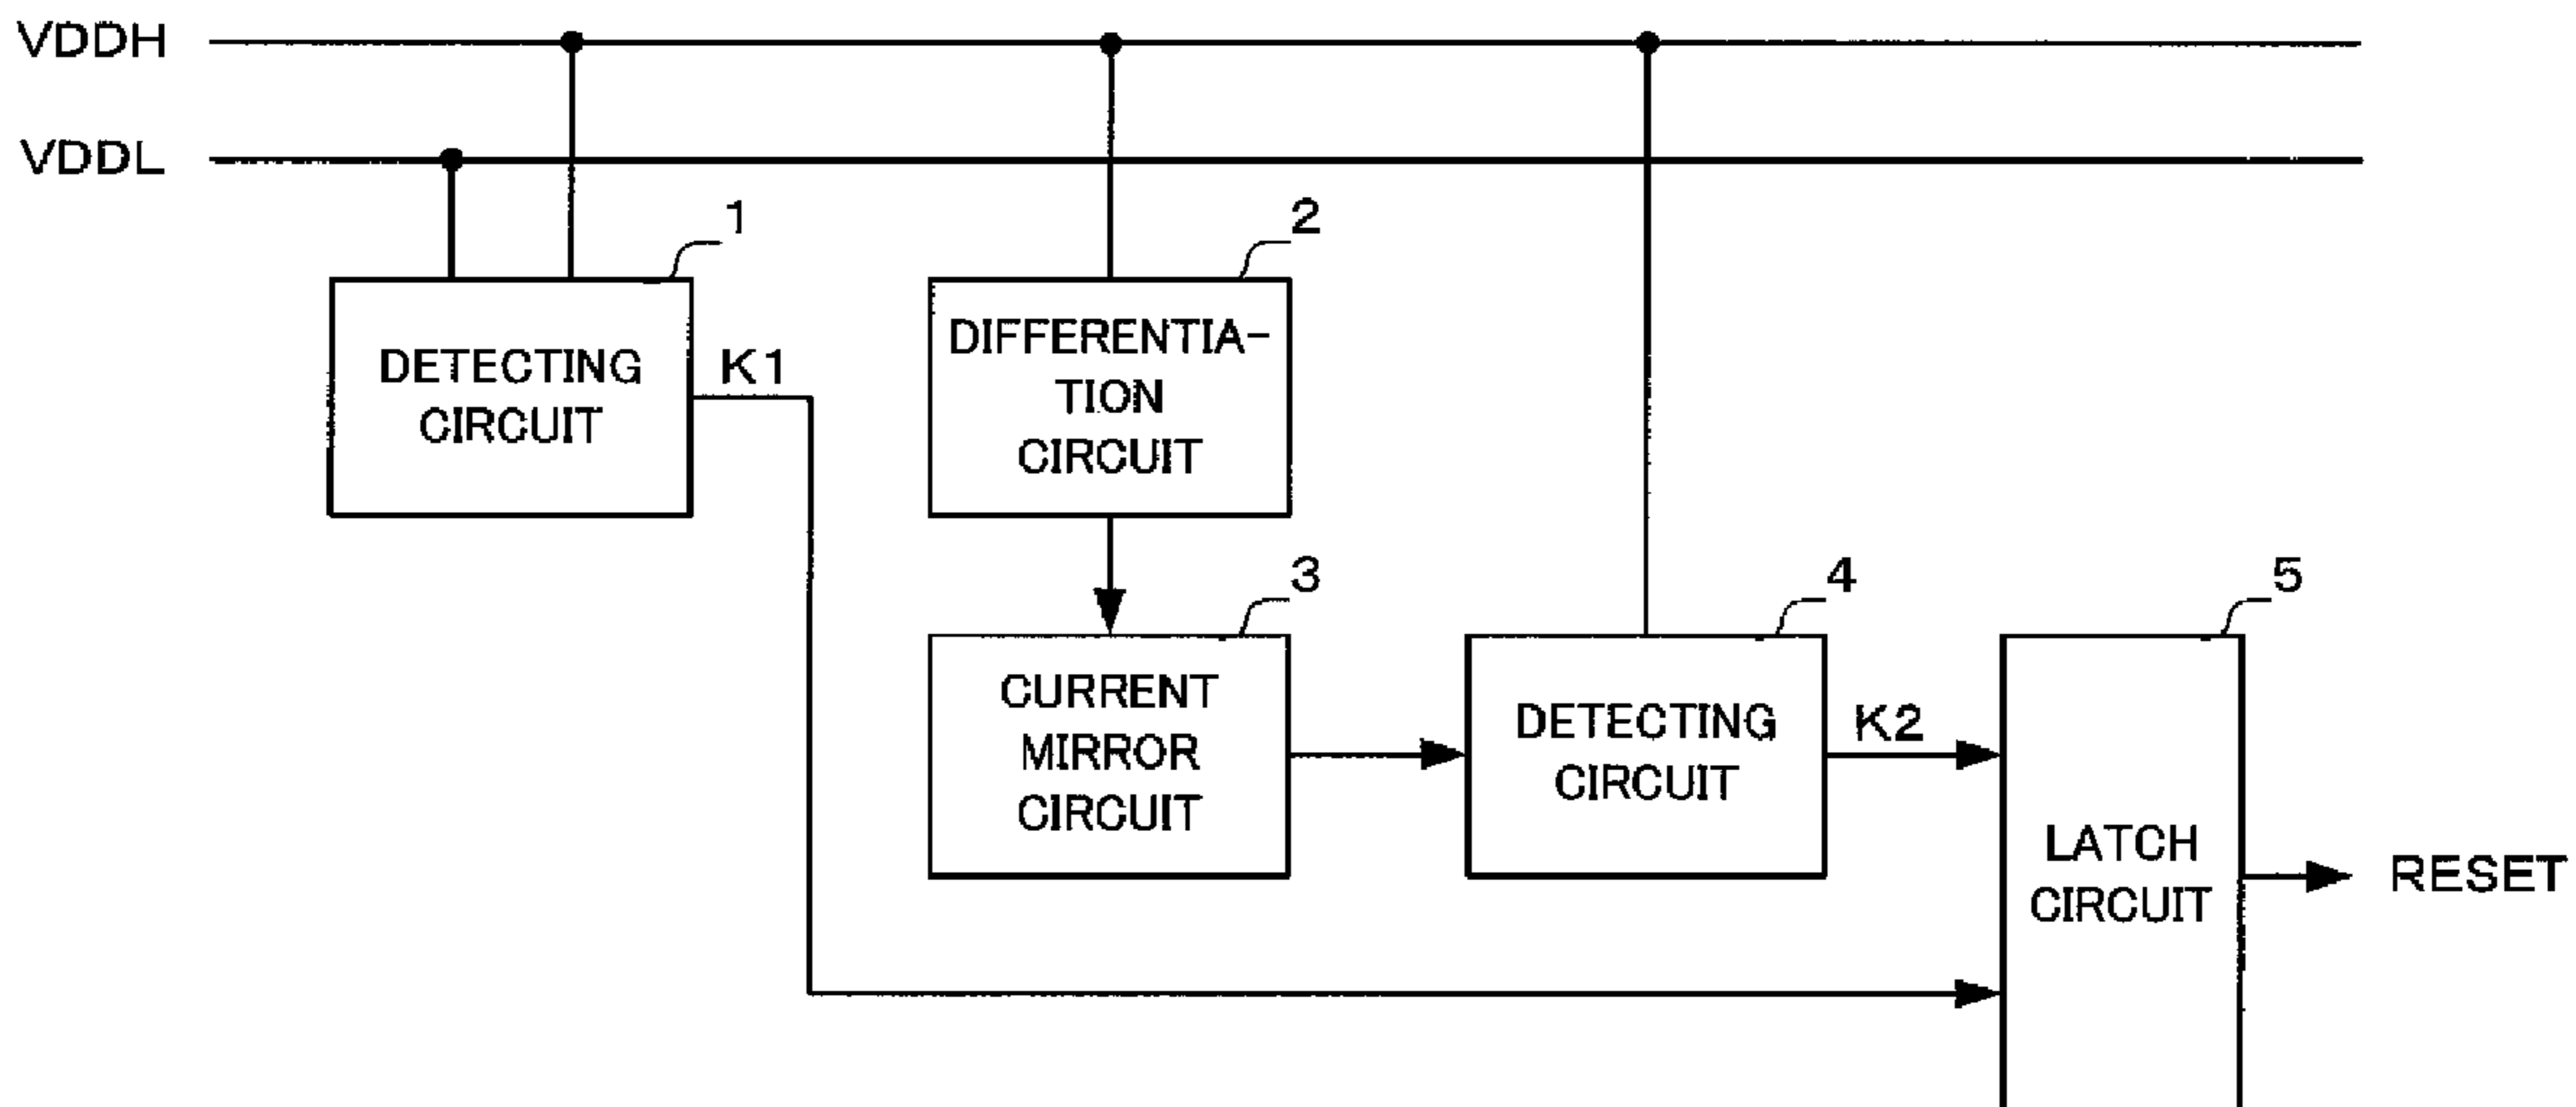 VDDH
VDDL
1
2
DETECTING
CIRCUIT
K1
DIFFERENTIA-
TION
CIRCUIT
3
4
5
CURRENT
MIRROR
CIRCUIT
DETECTING
CIRCUIT
K2
LATCH
CIRCUIT
RESET